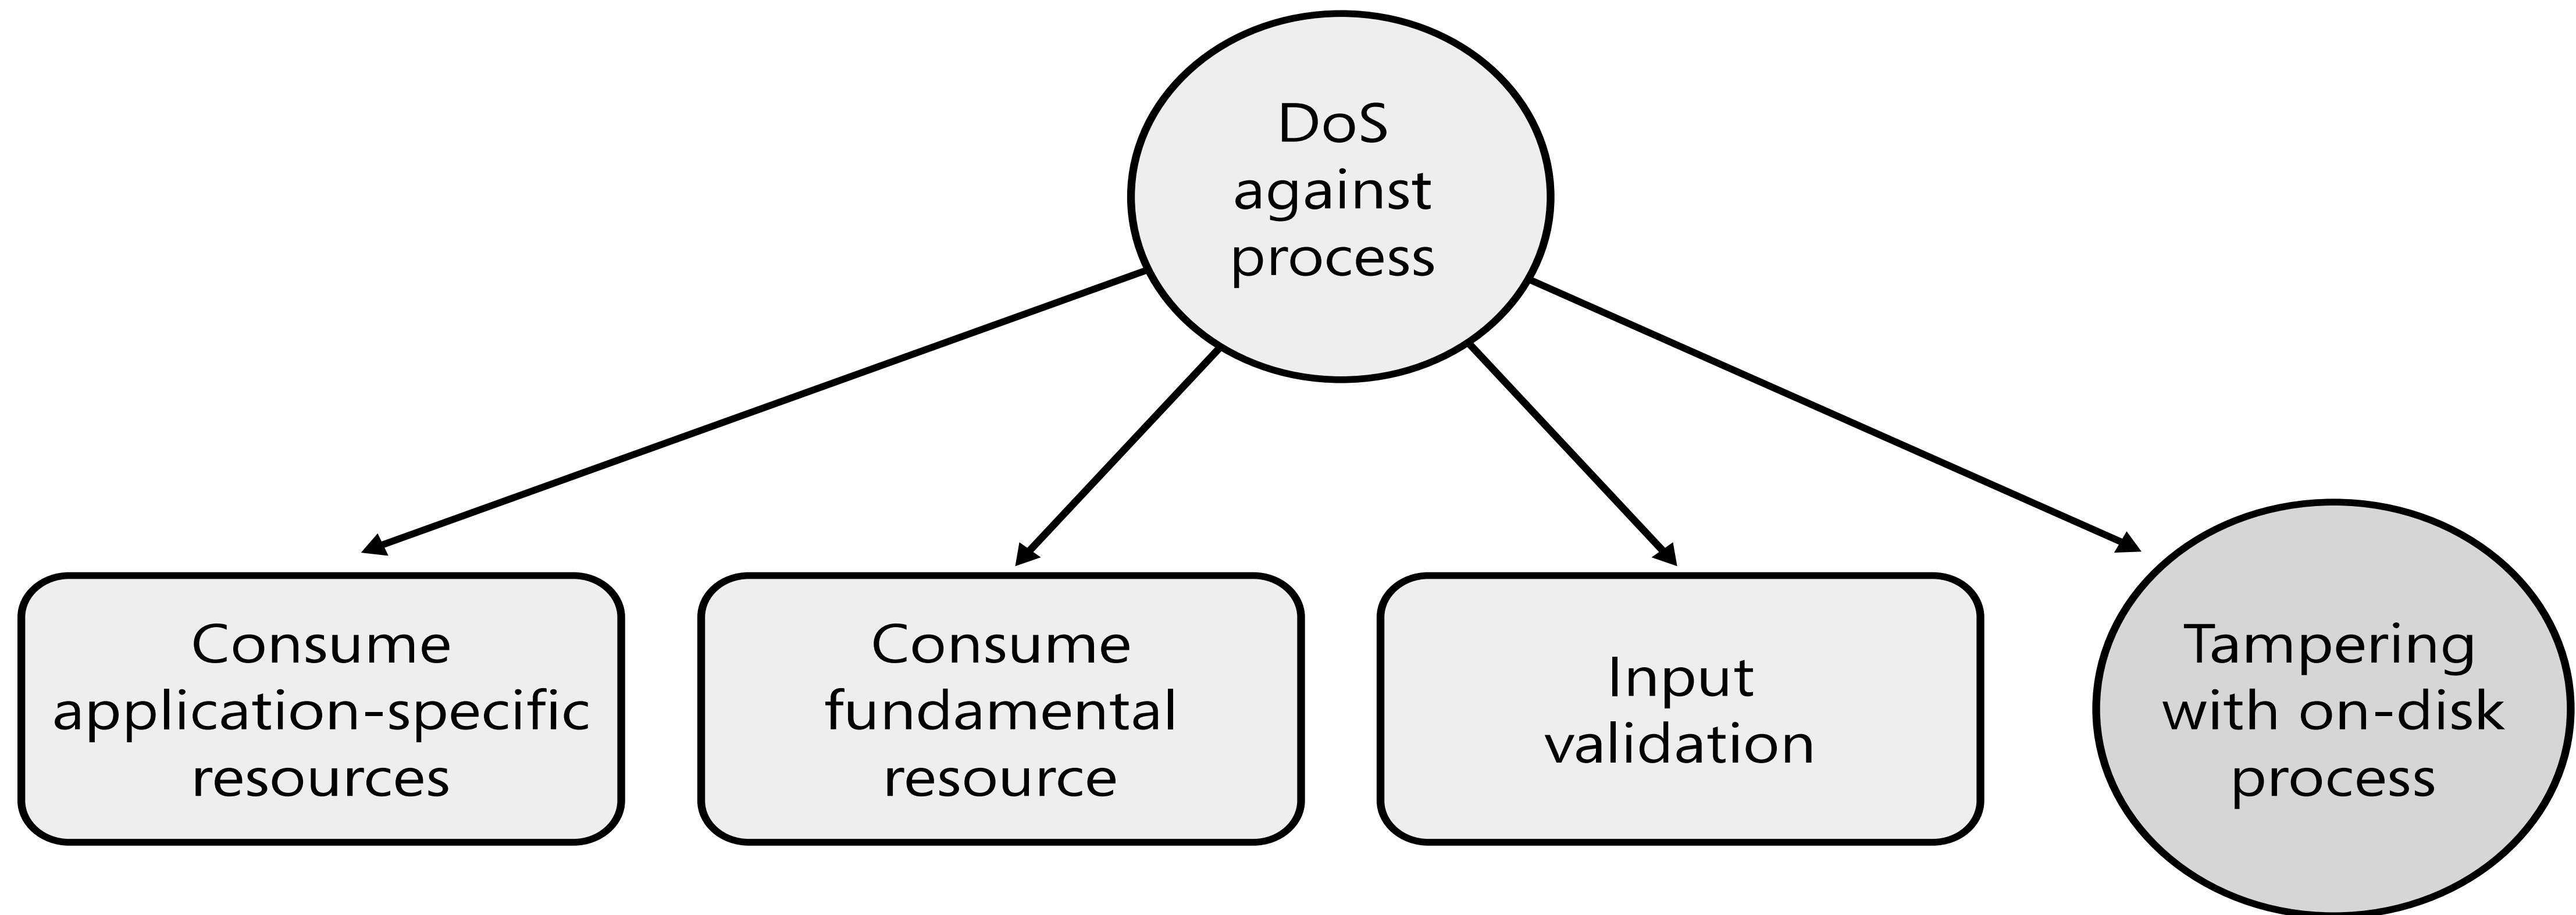 DoS
against
process
Consume
application-specific
resources
Consume
fundamental
resource
Input
validation
Tampering
with on-disk
process